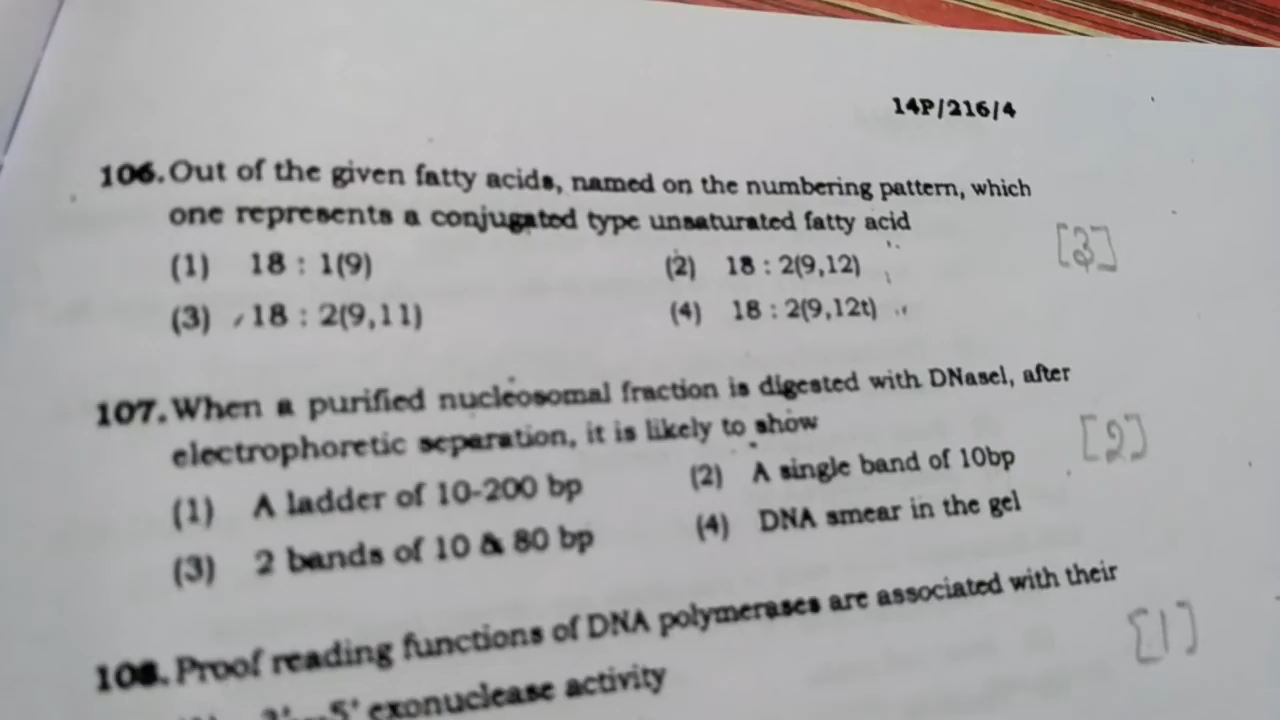 14P/216/4
106. Out of the given fatty acids, named on the numbering pattern, which
one represents a conjugated type unsaturated fatty acid
(1) 18 : 1(9) (2) 18 : 2(9,12)
[3]
(3) 18 : 2(9,11) (4) 18 : 2(9,12t)
107. When a purified nucleosomal fraction is digested with DNaseI, after
electrophoretic separation, it is likely to show
[2]
(1) A ladder of 10-200 bp (2) A single band of 10bp
(3) 2 bands of 10 & 80 bp (4) DNA smear in the gel
108. Proof reading functions of DNA polymerases are associated with their
[1]
3'–5' exonuclease activity